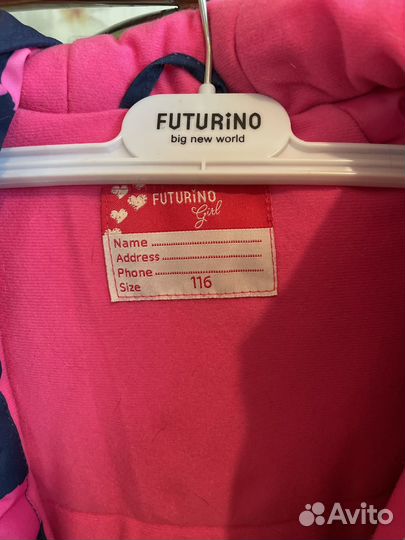 FUTURiNO
big new world
FUTURiNO
Girl
Name
Address
Phone
Size 116
Avito